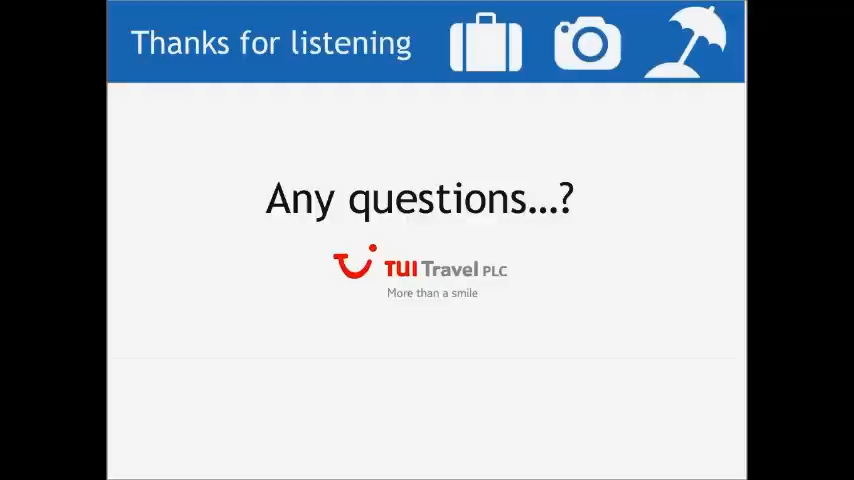 Thanks for listening
Any questions...?
TUI Travel PLC
More than a smile